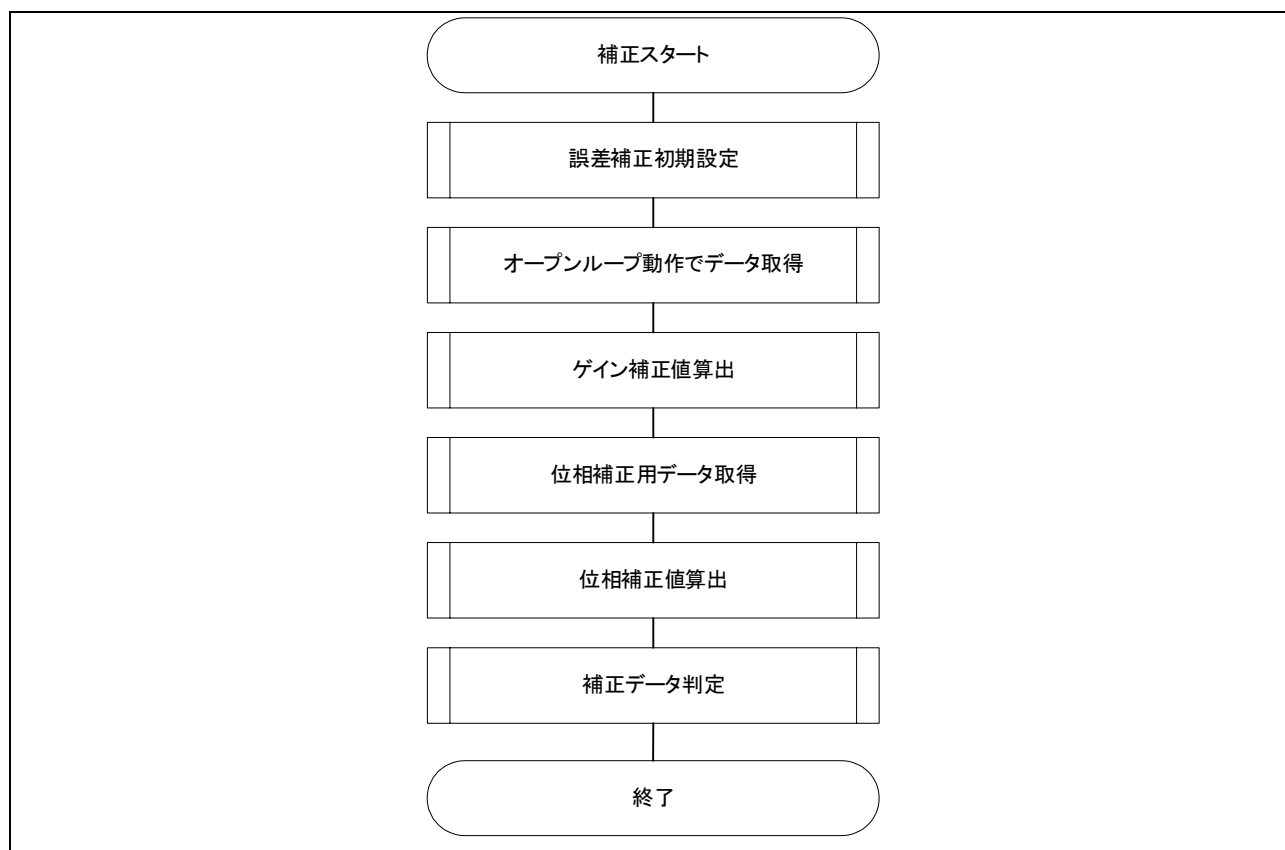 補正スタート
誤差補正初期設定
オープンループ動作でデータ取得
ゲイン補正値算出
位相補正用データ取得
位相補正値算出
補正データ判定
終了